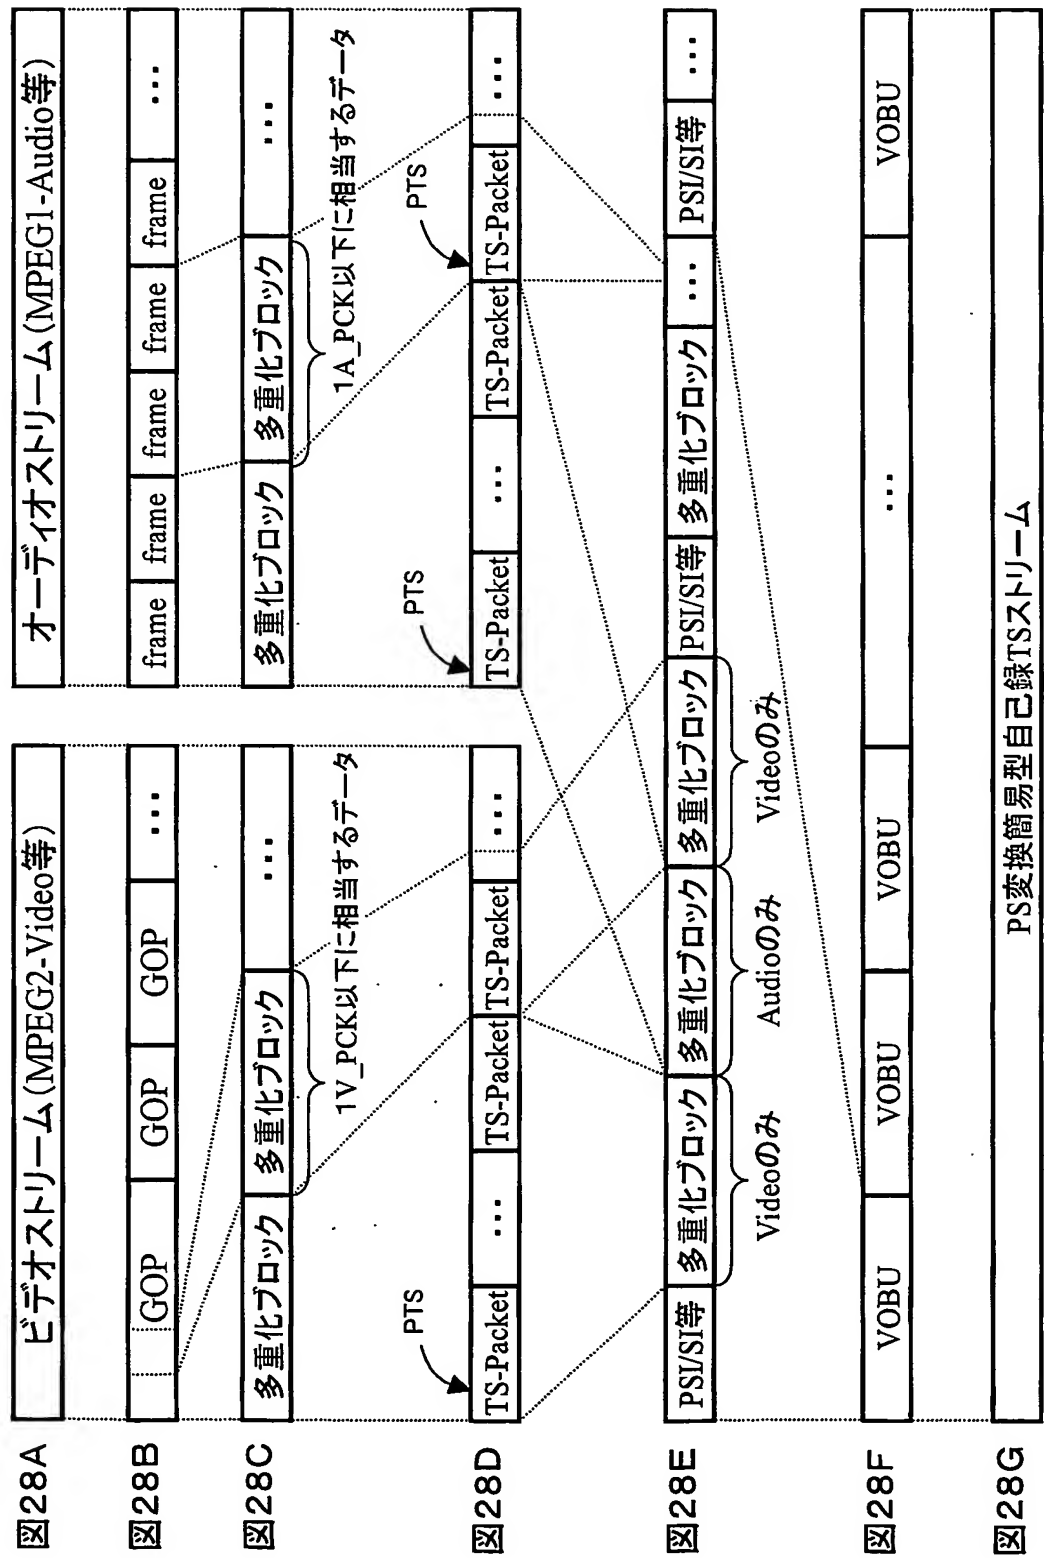 図28A
ビデオストリーム(MPEG2-Video等)
オーディオストリーム(MPEG1-Audio等)
図28B
GOP
GOP
GOP
...
frame
frame
frame
frame
frame
...
図28C
多重化ブロック
多重化ブロック
...
多重化ブロック
多重化ブロック
...
1V_PCK以下に相当するデータ
1A_PCK以下に相当するデータ
PTS
PTS
PTS
図28D
TS-Packet
...
TS-Packet
TS-Packet
...
TS-Packet
...
TS-Packet
TS-Packet
...
図28E
PSI/SI等
多重化ブロック
多重化ブロック
多重化ブロック
PSI/SI等
多重化ブロック
...
PSI/SI等
...
Videoのみ
Audioのみ
Videoのみ
図28F
VOBU
VOBU
VOBU
...
VOBU
図28G
PS変換簡易型自己録TSストリーム